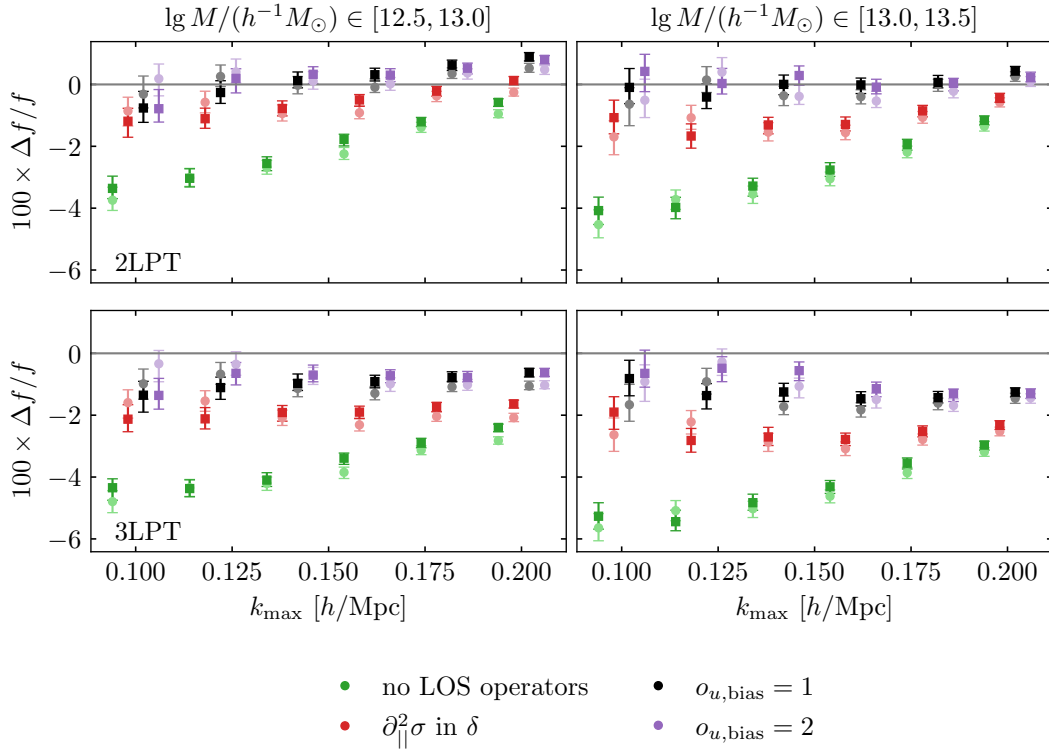 lg M/(h⁻¹M⊙) ∈ [12.5, 13.0]
lg M/(h⁻¹M⊙) ∈ [13.0, 13.5]
100 × Δf/f
0
−2
−4
−6
2LPT
100 × Δf/f
0
−2
−4
−6
3LPT
0.100 0.125 0.150 0.175 0.200
0.100 0.125 0.150 0.175 0.200
k_max [h/Mpc]
k_max [h/Mpc]
no LOS operators
∂²_||σ in δ
o_u,bias = 1
o_u,bias = 2